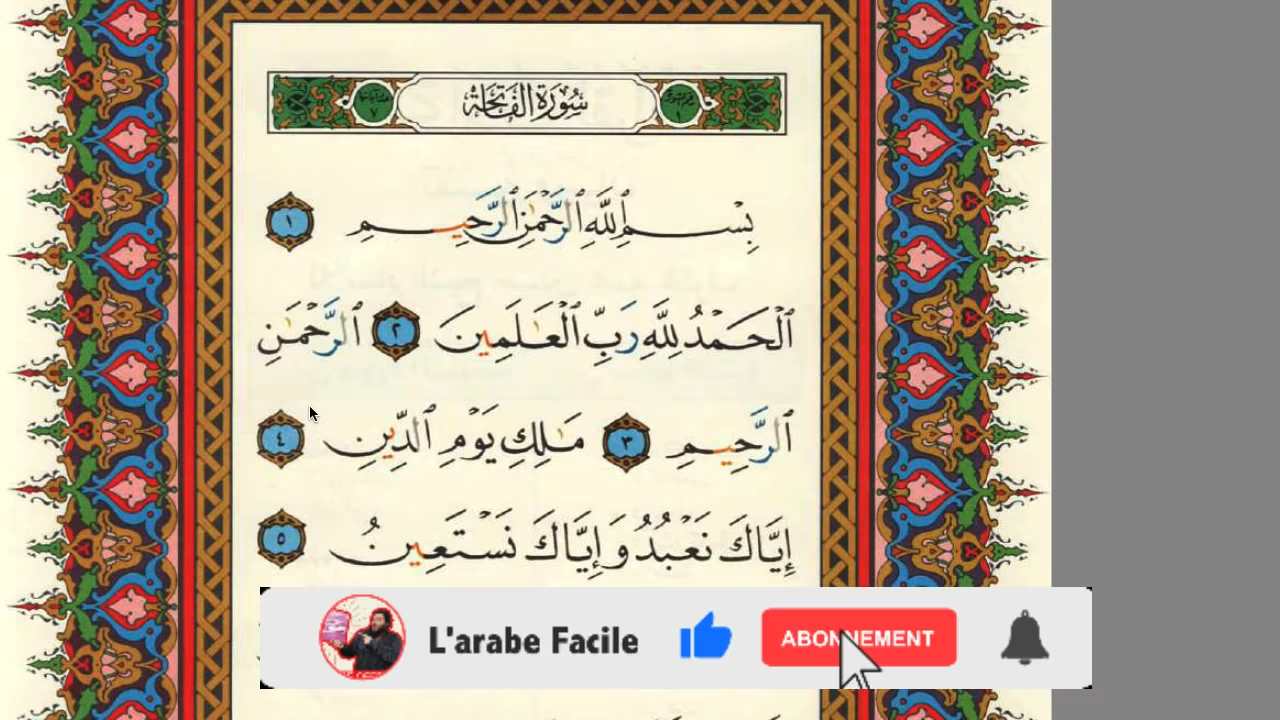 سُورَةُ الفَاتِحَةِ
بِسْمِ ٱللَّهِ ٱلرَّحْمَٰنِ ٱلرَّحِيمِ ١
ٱلْحَمْدُ لِلَّهِ رَبِّ ٱلْعَٰلَمِينَ ٢ ٱلرَّحْمَٰنِ
ٱلرَّحِيمِ ٣ مَٰلِكِ يَوْمِ ٱلدِّينِ ٤
إِيَّاكَ نَعْبُدُ وَإِيَّاكَ نَسْتَعِينُ ٥
L'arabe Facile ABONNEMENT